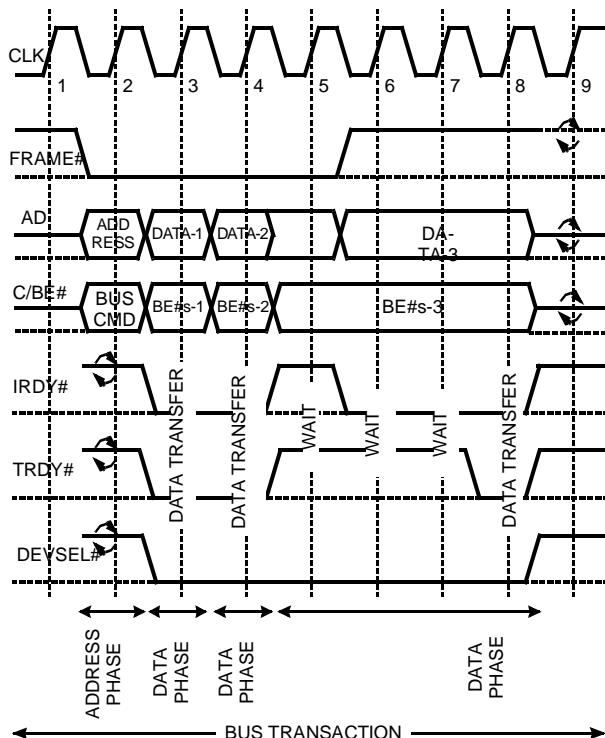 CLK
1 2 3 4 5 6 7 8 9
FRAME#
AD
ADD
RESS
DATA-1
DATA-2
DA-
TA-3
C/BE#
BUS
CMD
BE#s-1
BE#s-2
BE#s-3
IRDY#
DATA TRANSFER
DATA TRANSFER
WAIT
WAIT
WAIT
DATA TRANSFER
TRDY#
DEVSEL#
ADDRESS
PHASE
DATA
PHASE
DATA
PHASE
DATA
PHASE
BUS TRANSACTION